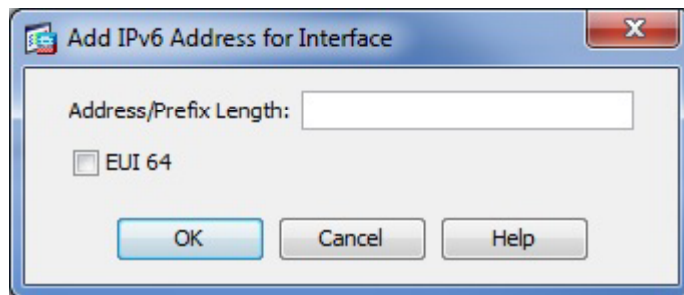 Add IPv6 Address for Interface
Address/Prefix Length:
EUI 64
OK Cancel Help